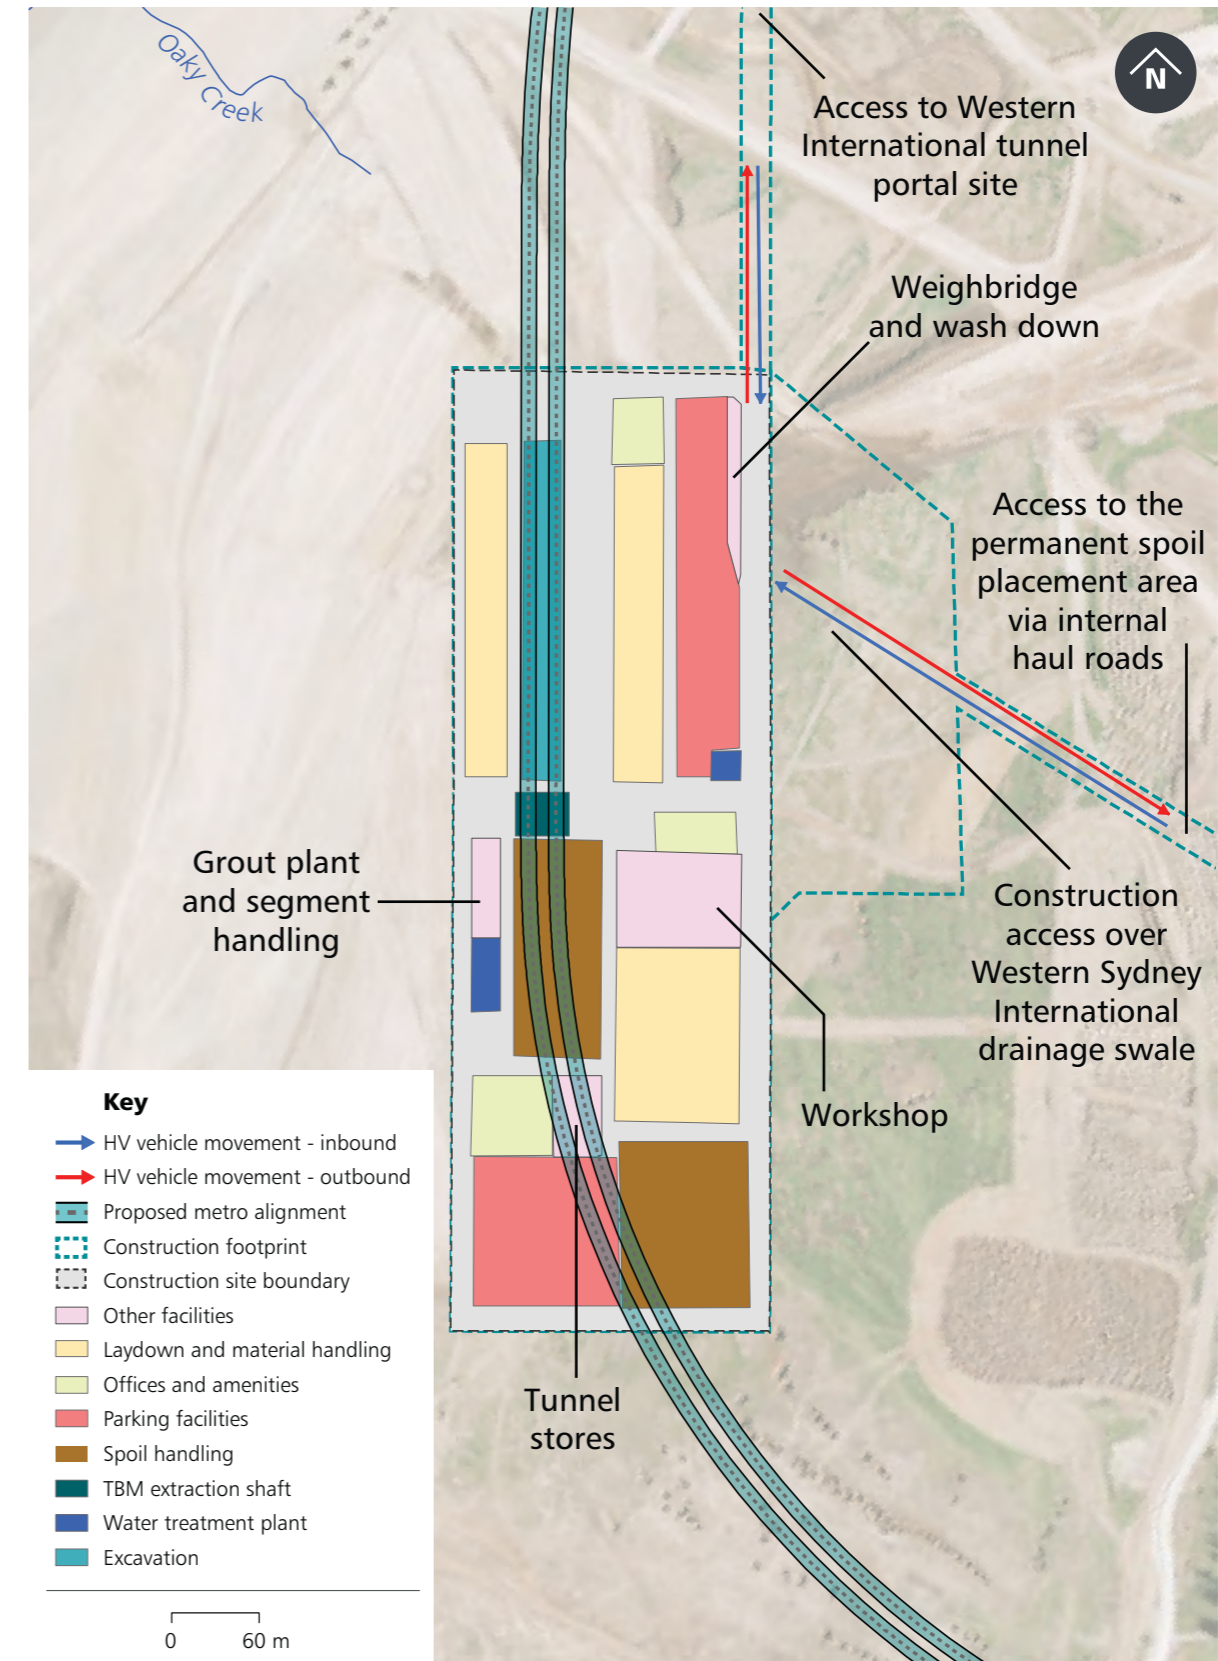 Oaky Creek
N
Access to Western
International tunnel
portal site
Weighbridge
and wash down
Access to the
permanent spoil
placement area
via internal
haul roads
Grout plant
and segment
handling
Construction
access over
Western Sydney
International
drainage swale
Workshop
Tunnel
stores
Key
HV vehicle movement - inbound
HV vehicle movement - outbound
Proposed metro alignment
Construction footprint
Construction site boundary
Other facilities
Laydown and material handling
Offices and amenities
Parking facilities
Spoil handling
TBM extraction shaft
Water treatment plant
Excavation
0 60 m